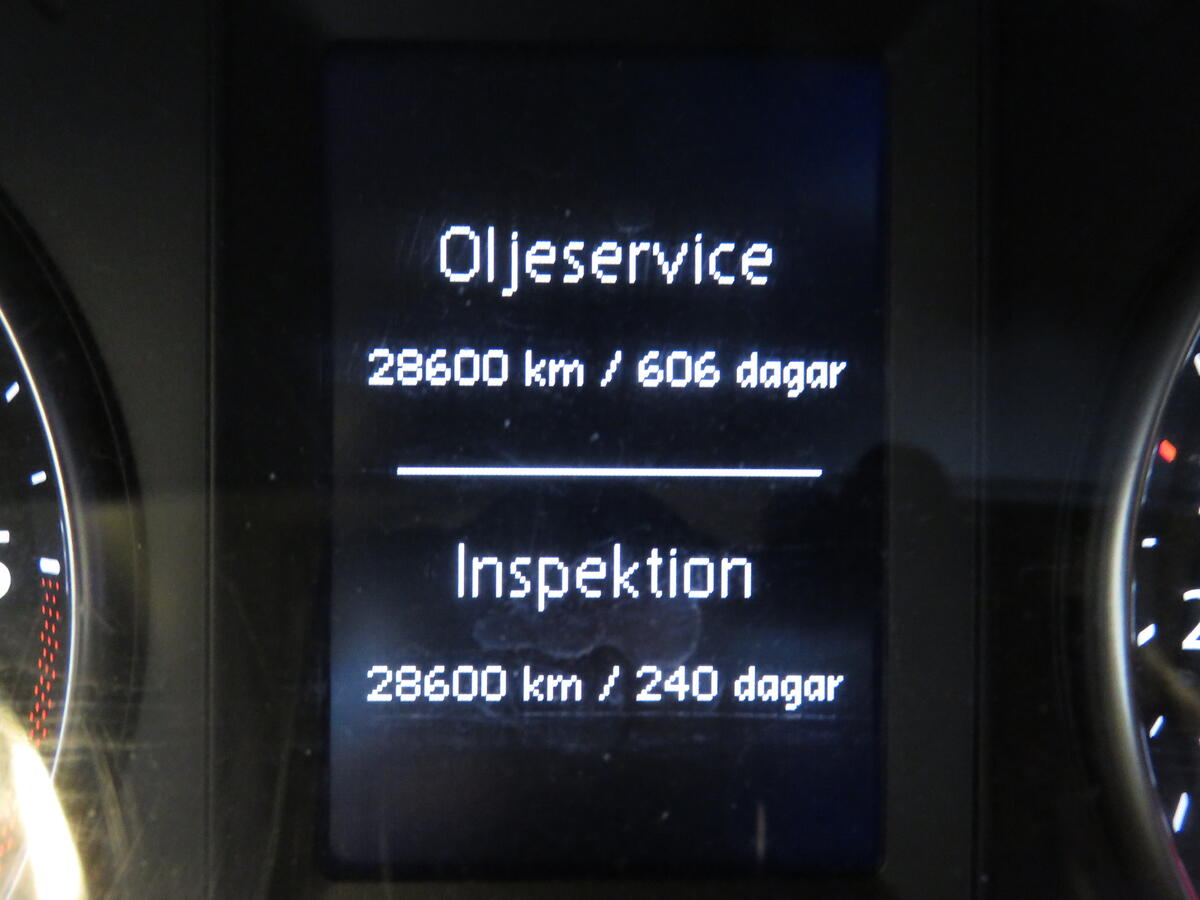 Oljeservice
28600 km / 606 dagar
Inspektion
28600 km / 240 dagar